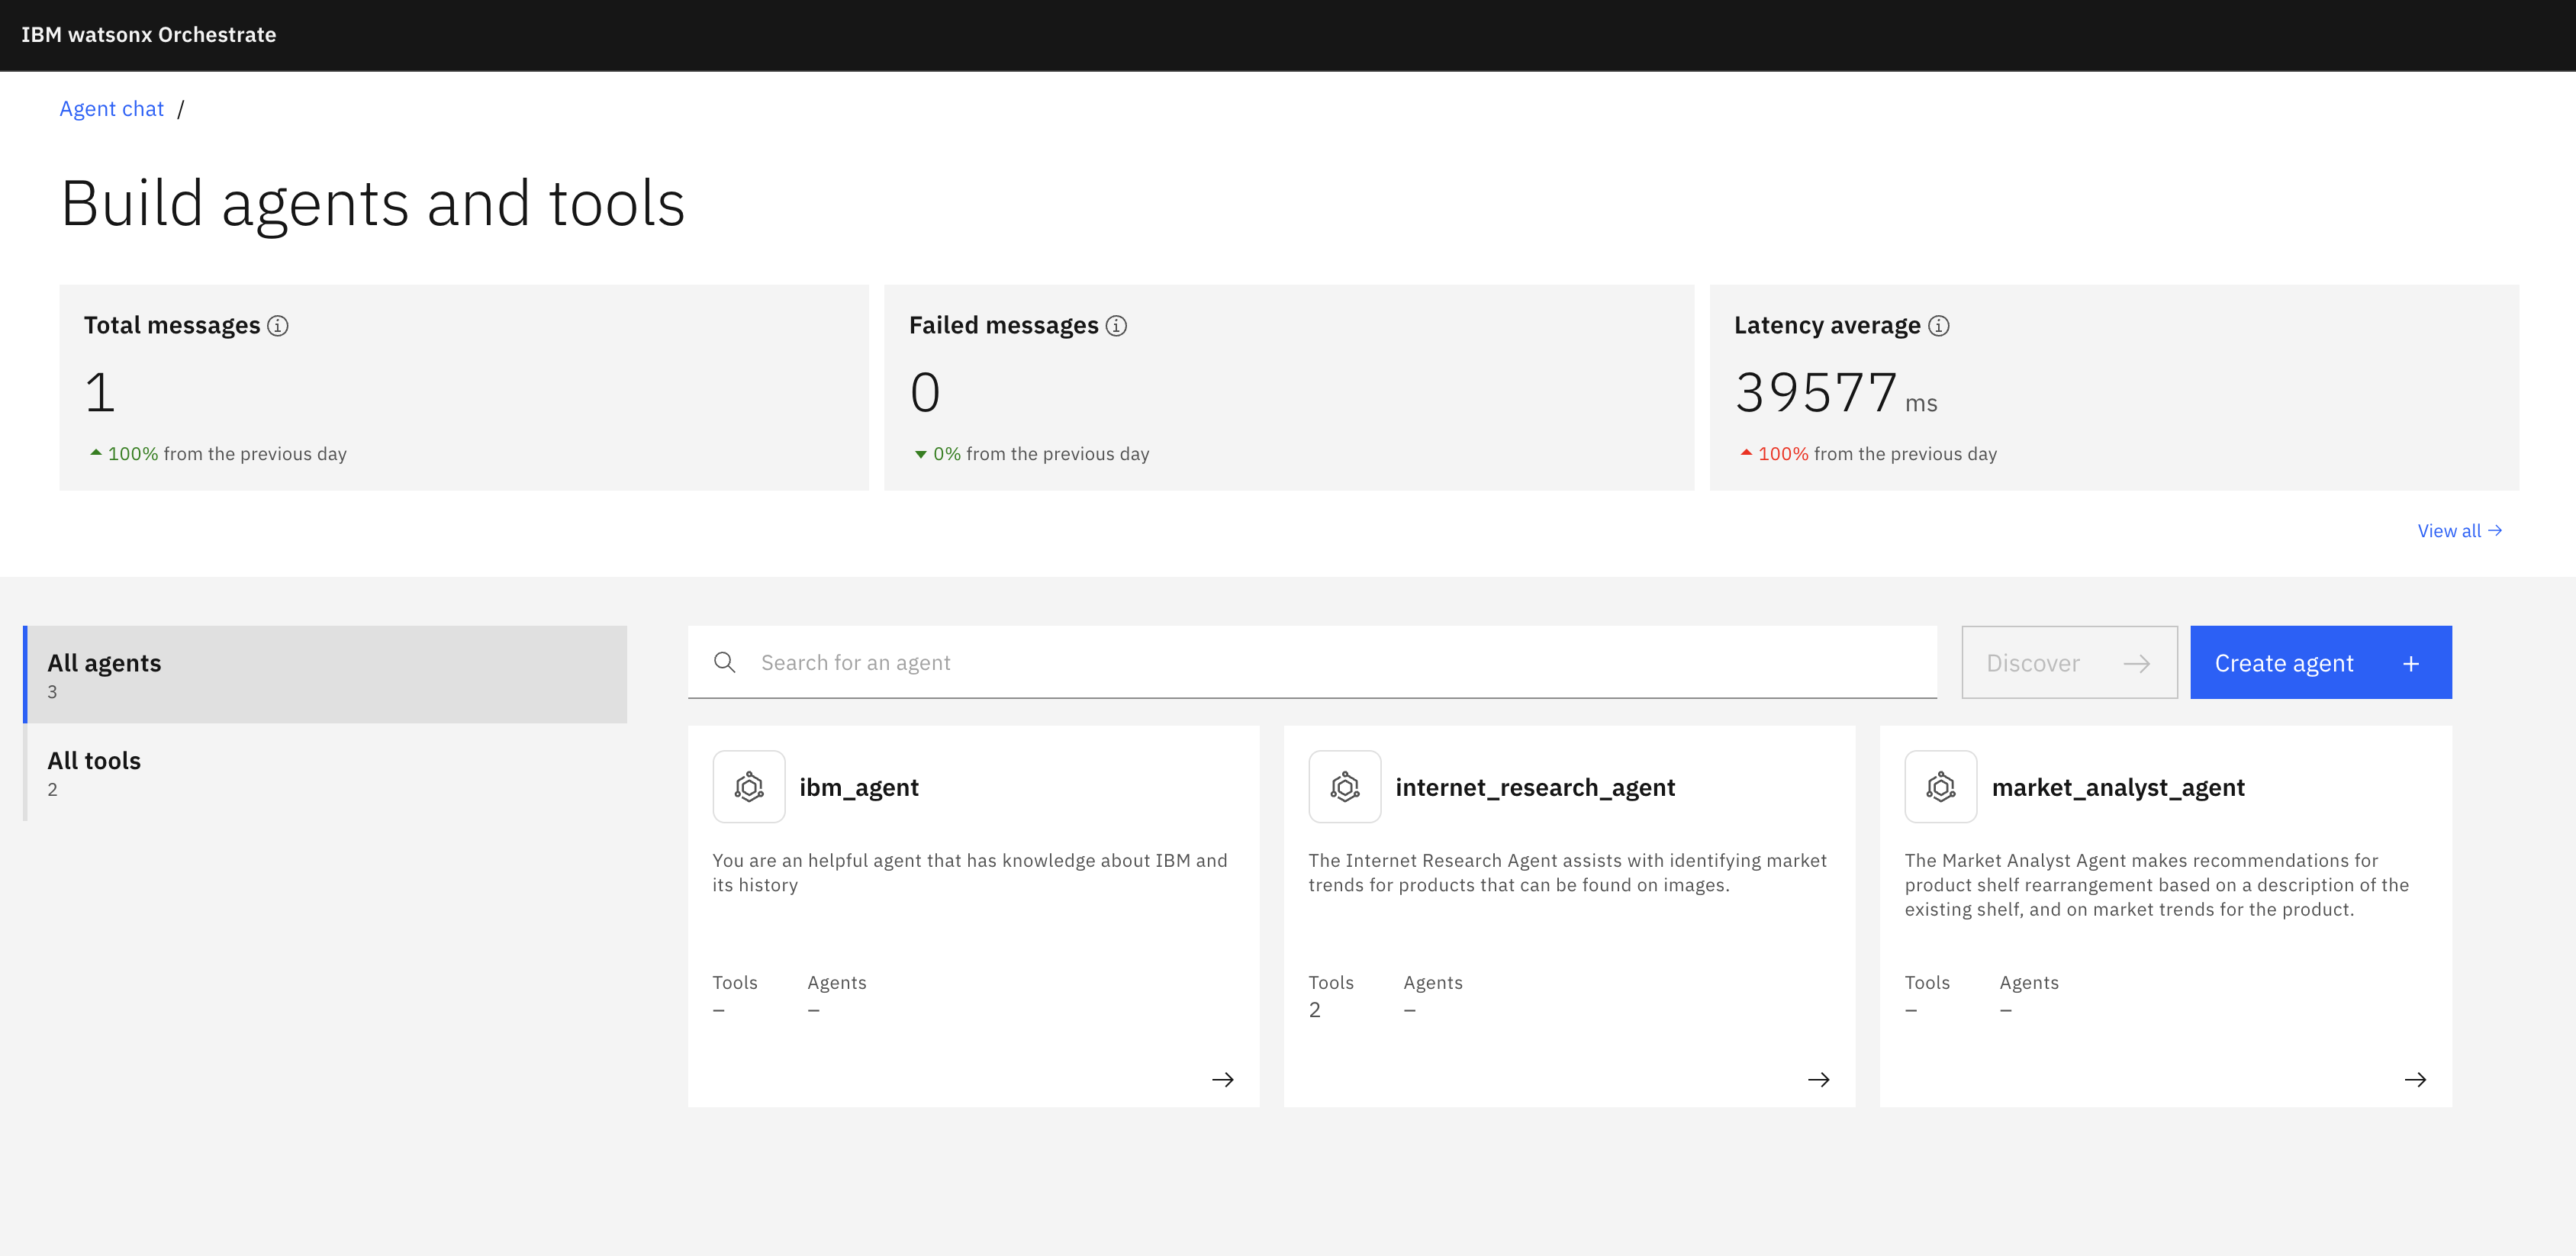 IBM watsonx Orchestrate
Agent chat /
Build agents and tools
Total messages
1
100% from the previous day
Failed messages
0
0% from the previous day
Latency average
39577 ms
100% from the previous day
View all
All agents
3
All tools
2
Search for an agent
Discover
Create agent
ibm_agent
You are an helpful agent that has knowledge about IBM and
its history
Tools Agents
– –
internet_research_agent
The Internet Research Agent assists with identifying market
trends for products that can be found on images.
Tools Agents
2 –
market_analyst_agent
The Market Analyst Agent makes recommendations for
product shelf rearrangement based on a description of the
existing shelf, and on market trends for the product.
Tools Agents
– –